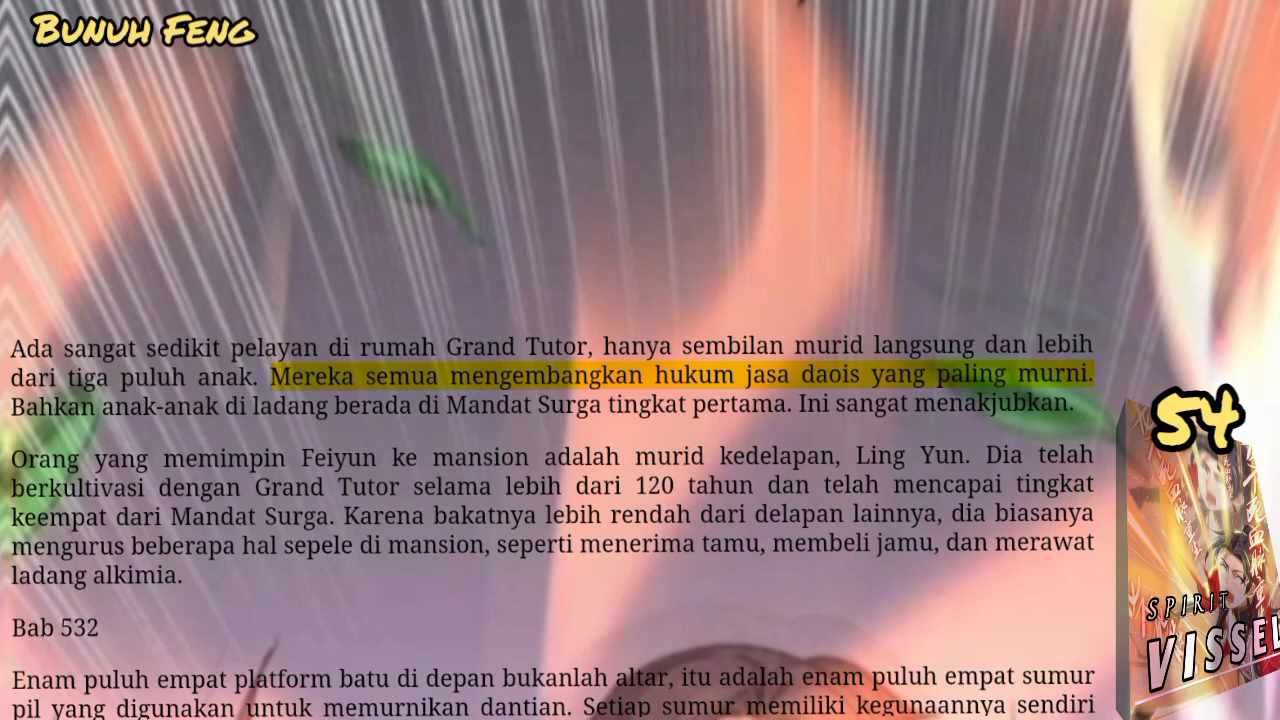 Bunuh Feng
Ada sangat sedikit pelayan di rumah Grand Tutor, hanya sembilan murid langsung dan lebih
dari tiga puluh anak. Mereka semua mengembangkan hukum jasa daois yang paling murni.
Bahkan anak-anak di ladang berada di Mandat Surga tingkat pertama. Ini sangat menakjubkan.
Orang yang memimpin Feiyun ke mansion adalah murid kedelapan, Ling Yun. Dia telah
berkultivasi dengan Grand Tutor selama lebih dari 120 tahun dan telah mencapai tingkat
keempat dari Mandat Surga. Karena bakatnya lebih rendah dari delapan lainnya, dia biasanya
mengurus beberapa hal sepele di mansion, seperti menerima tamu, membeli jamu, dan merawat
ladang alkimia.
Bab 532
Enam puluh empat platform batu di depan bukanlah altar, itu adalah enam puluh empat sumur
pil yang digunakan untuk memurnikan dantian. Setiap sumur memiliki kegunaannya sendiri
54
SPIRIT
VISSEL